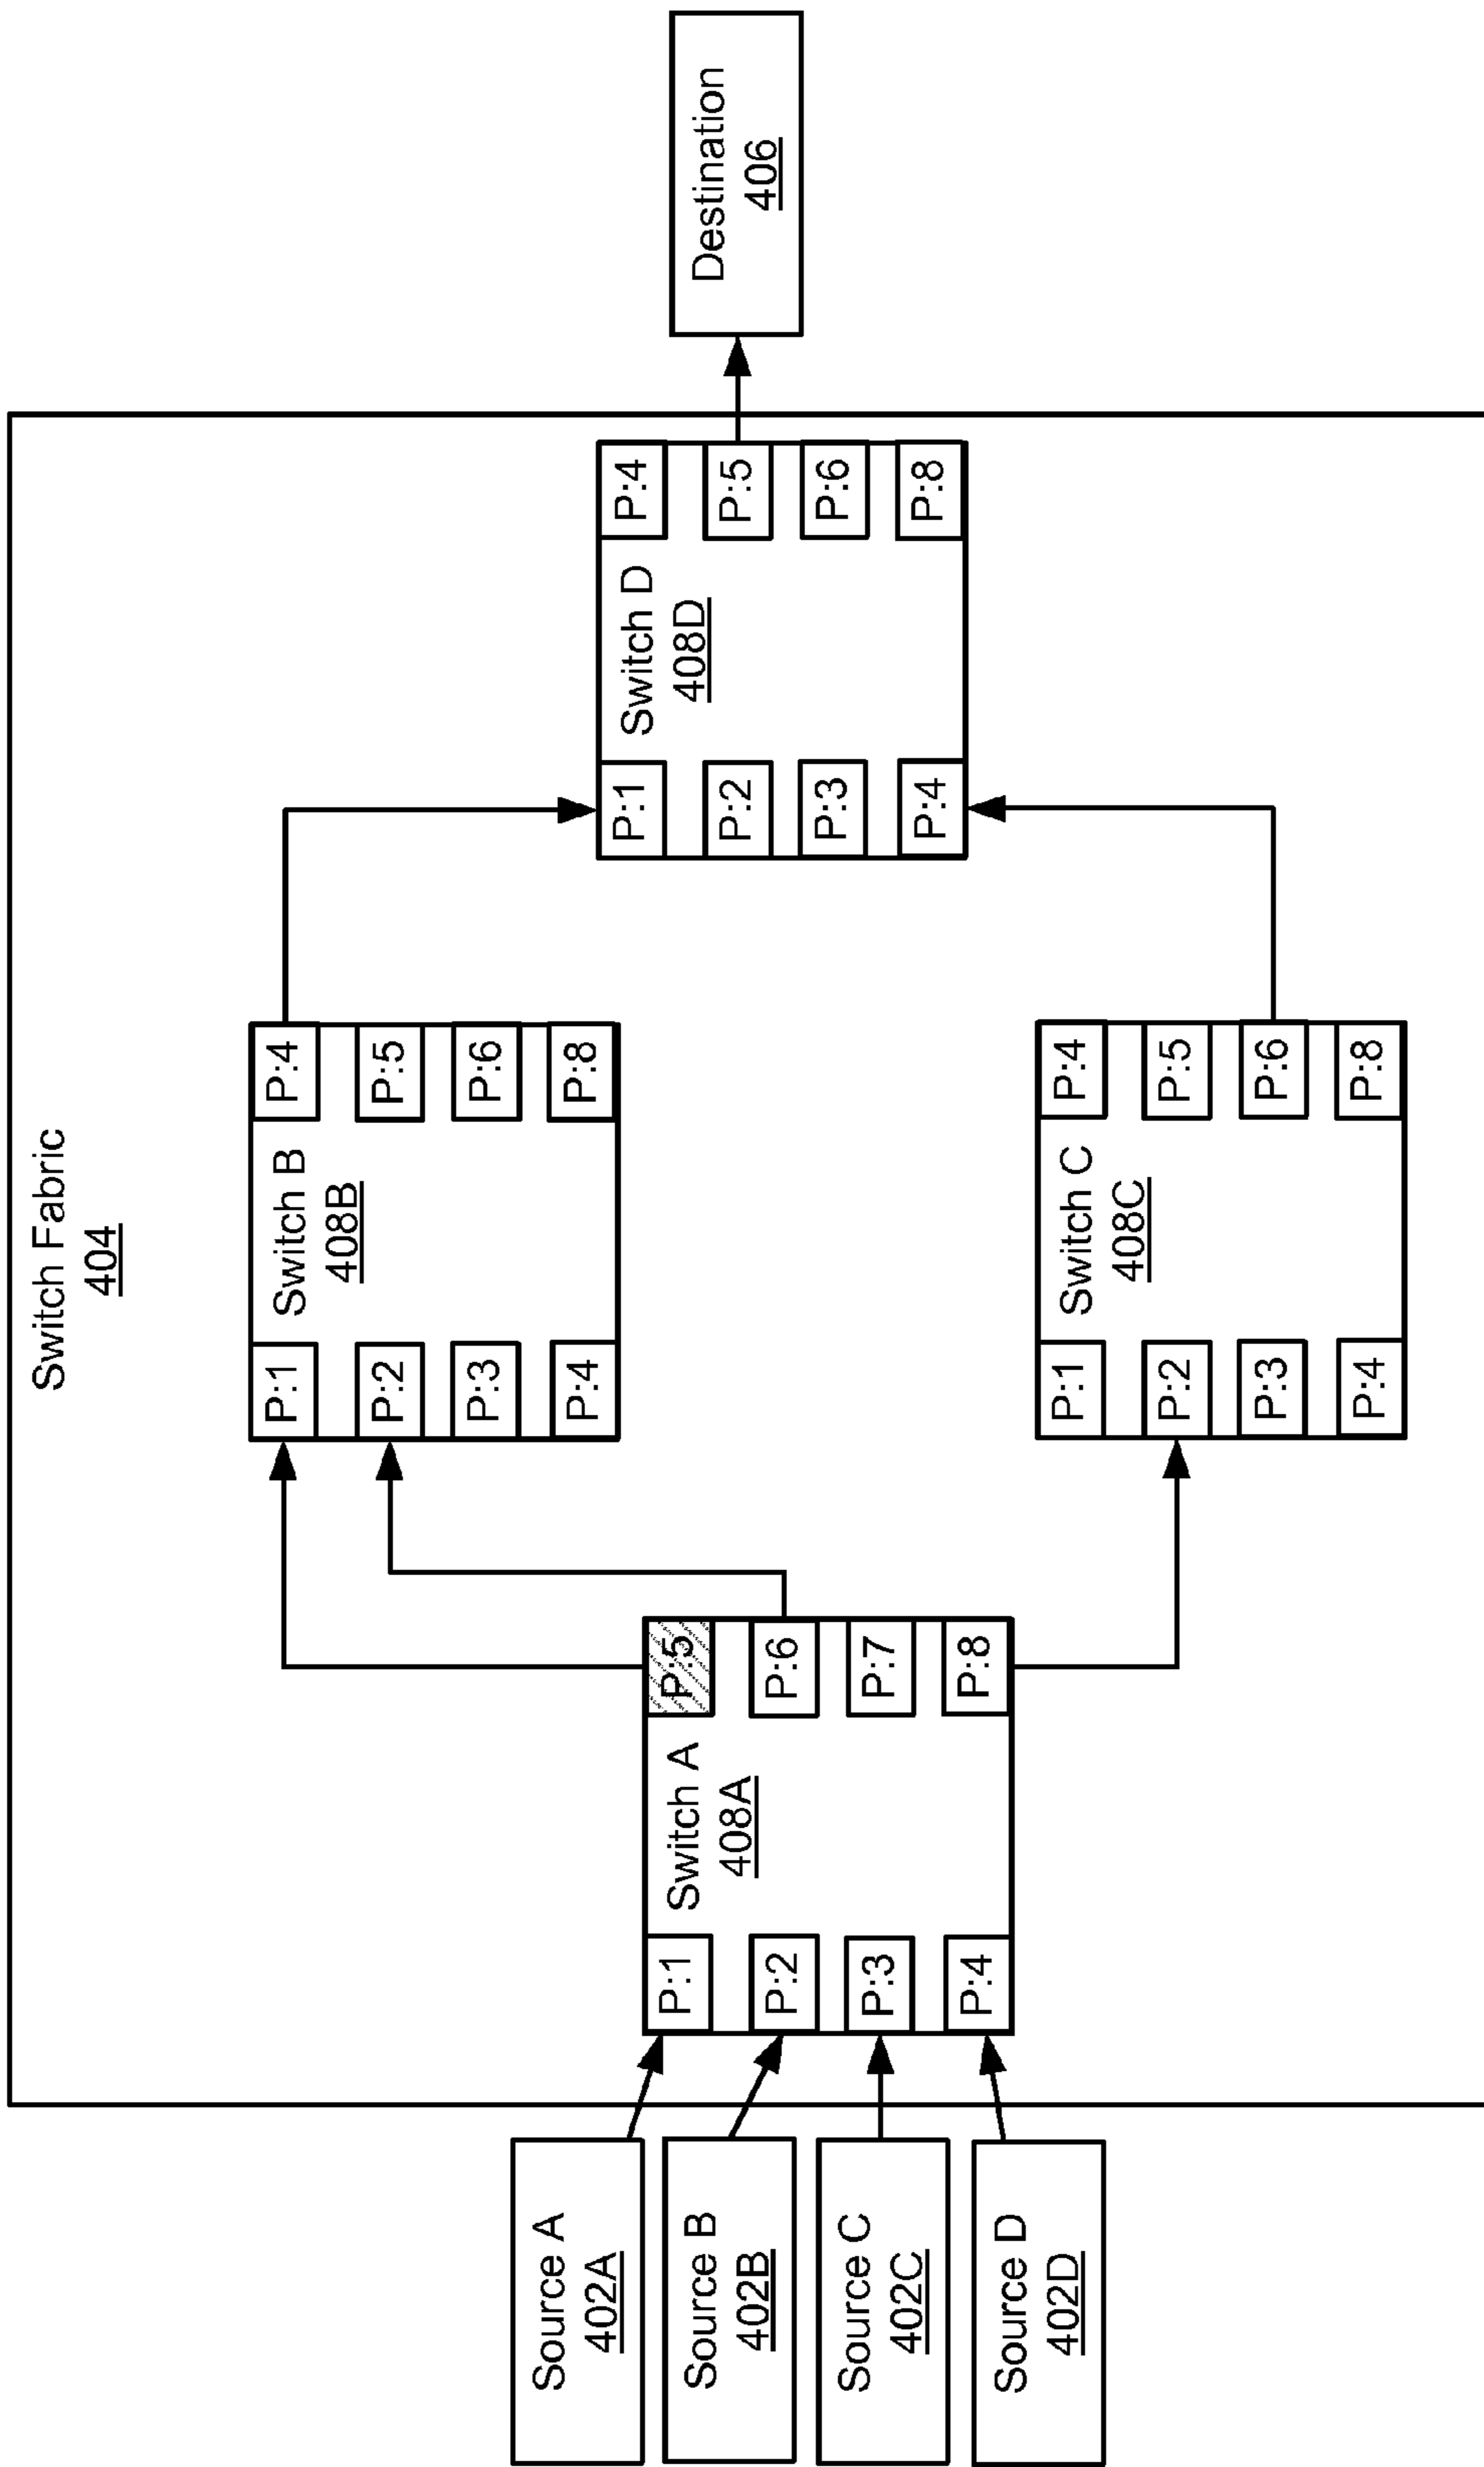 Switch Fabric
404
Source A
402A
Source B
402B
Source C
402C
Source D
402D
P:1
P:2
P:3
P:4
Switch A
408A
P:5
P:6
P:7
P:8
P:1
P:2
P:3
P:4
Switch B
408B
P:4
P:5
P:6
P:8
P:1
P:2
P:3
P:4
Switch C
408C
P:4
P:5
P:6
P:8
P:1
P:2
P:3
P:4
Switch D
408D
P:4
P:5
P:6
P:8
Destination
406